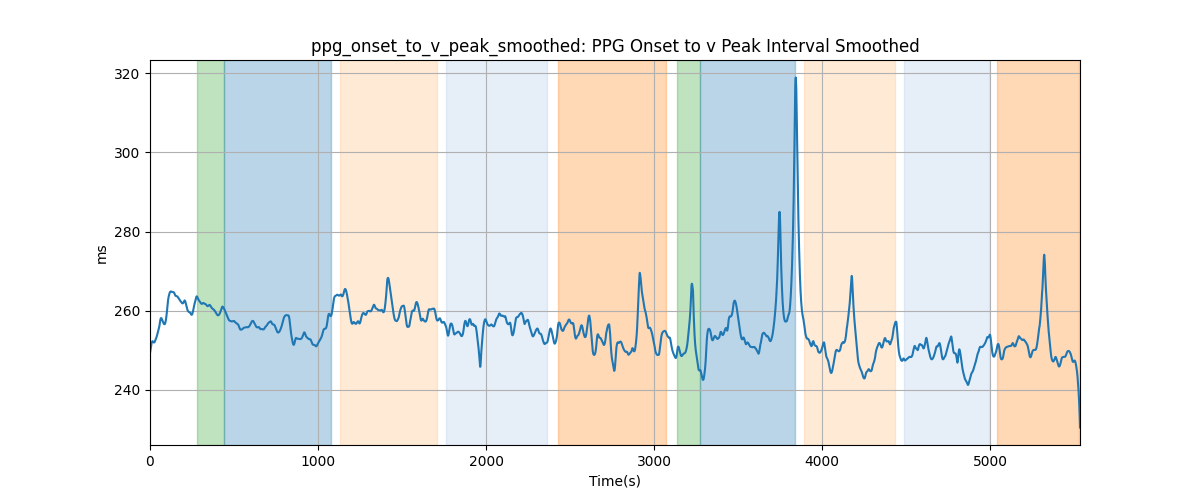 ppg_onset_to_v_peak_smoothed: PPG Onset to v Peak Interval Smoothed
320
300
280
260
240
ms
0 1000 2000 3000 4000 5000
Time(s)